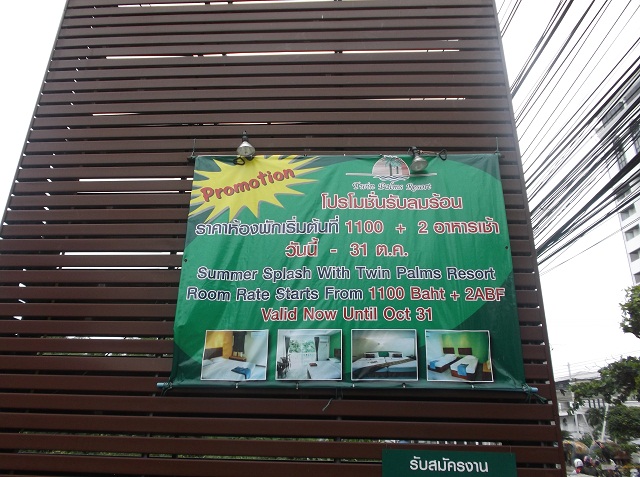 Promotion
Twin Palms Resort
โปรโมชั่นรับลมร้อน
ราคาห้องพักเริ่มต้นที่ 1100 + 2 อาหารเช้า
วันนี้ - 31 ต.ค.
Summer Splash With Twin Palms Resort
Room Rate Starts From 1100 Baht + 2ABF
Valid Now Until Oct 31
รับสมัครงาน